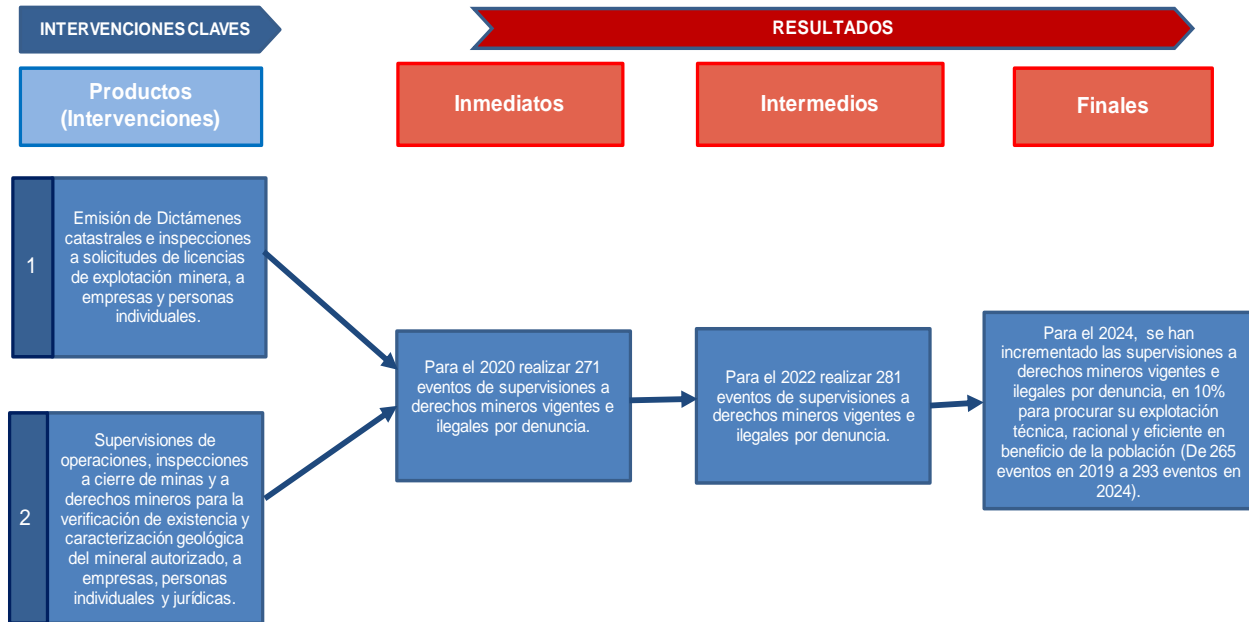 INTERVENCIONES CLAVES
RESULTADOS
Productos
(Intervenciones)
Inmediatos
Intermedios
Finales
1
Emisión de Dictámenes
catastrales e inspecciones
a solicitudes de licencias
de explotación minera, a
empresas y personas
individuales.
2
Supervisiones de
operaciones, inspecciones
a cierre de minas y a
derechos mineros para la
verificación de existencia y
caracterización geológica
del mineral autorizado, a
empresas, personas
individuales y jurídicas.
Para el 2020 realizar 271
eventos de supervisiones a
derechos mineros vigentes e
ilegales por denuncia.
Para el 2022 realizar 281
eventos de supervisiones a
derechos mineros vigentes e
ilegales por denuncia.
Para el 2024, se han
incrementado las supervisiones a
derechos mineros vigentes e
ilegales por denuncia, en 10%
para procurar su explotación
técnica, racional y eficiente en
beneficio de la población (De 265
eventos en 2019 a 293 eventos en
2024).